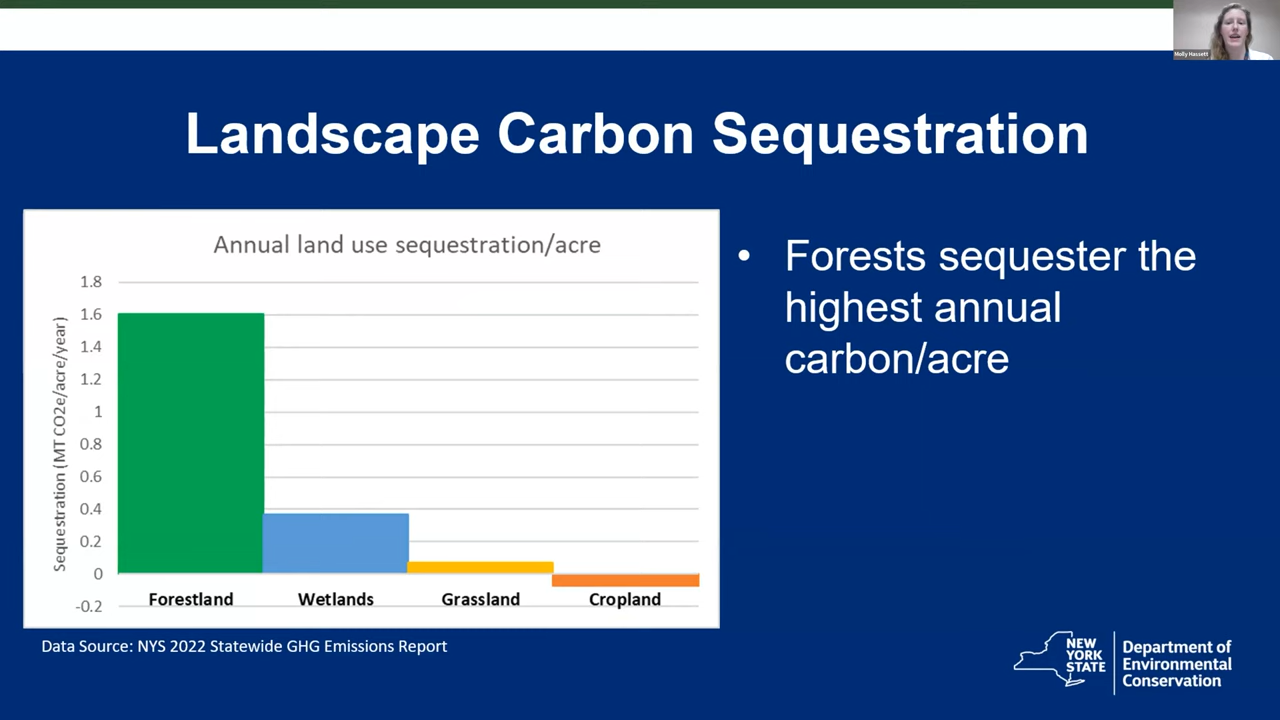 Molly Hassett
Landscape Carbon Sequestration
Annual land use sequestration/acre
Sequestration (MT CO2e/acre/year)
1.8
1.6
1.4
1.2
1
0.8
0.6
0.4
0.2
0
-0.2
Forestland Wetlands Grassland Cropland
• Forests sequester the
highest annual
carbon/acre
Data Source: NYS 2022 Statewide GHG Emissions Report
NEW
YORK
STATE
Department of
Environmental
Conservation